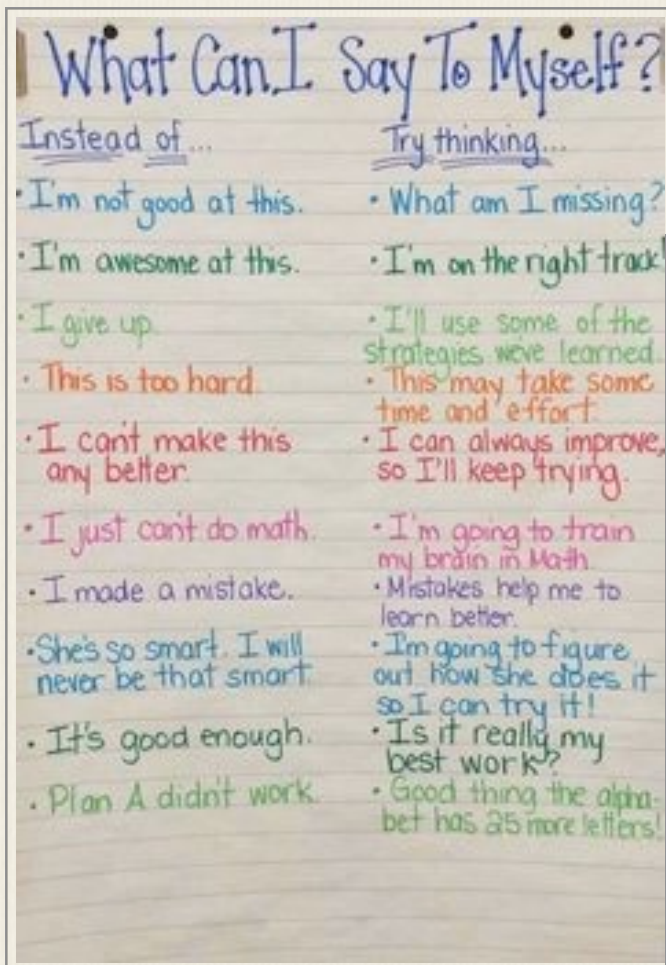 What Can I Say To Myself?
Instead of...
Try thinking...
• I'm not good at this.
• What am I missing?
• I'm awesome at this.
• I'm on the right track!
• I give up.
• I'll use some of the
strategies we've learned.
• This is too hard.
• This may take some
time and effort.
• I can't make this
any better.
• I can always improve,
so I'll keep trying.
• I just can't do math.
• I'm going to train
my brain in Math.
• I made a mistake.
• Mistakes help me to
learn better.
• She's so smart. I will
never be that smart.
• I'm going to figure
out how she does it
so I can try it!
• It's good enough.
• Is it really my
best work?
• Plan A didn't work.
• Good thing the alpha-
bet has 25 more letters!